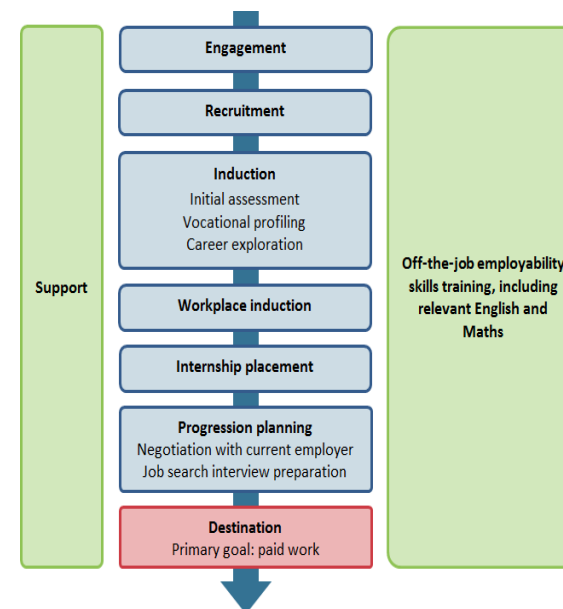 Engagement
Recruitment
Induction
Initial assessment
Vocational profiling
Career exploration
Support
Off-the-job employability
skills training, including
relevant English and
Maths
Workplace induction
Internship placement
Progression planning
Negotiation with current employer
Job search interview preparation
Destination
Primary goal: paid work